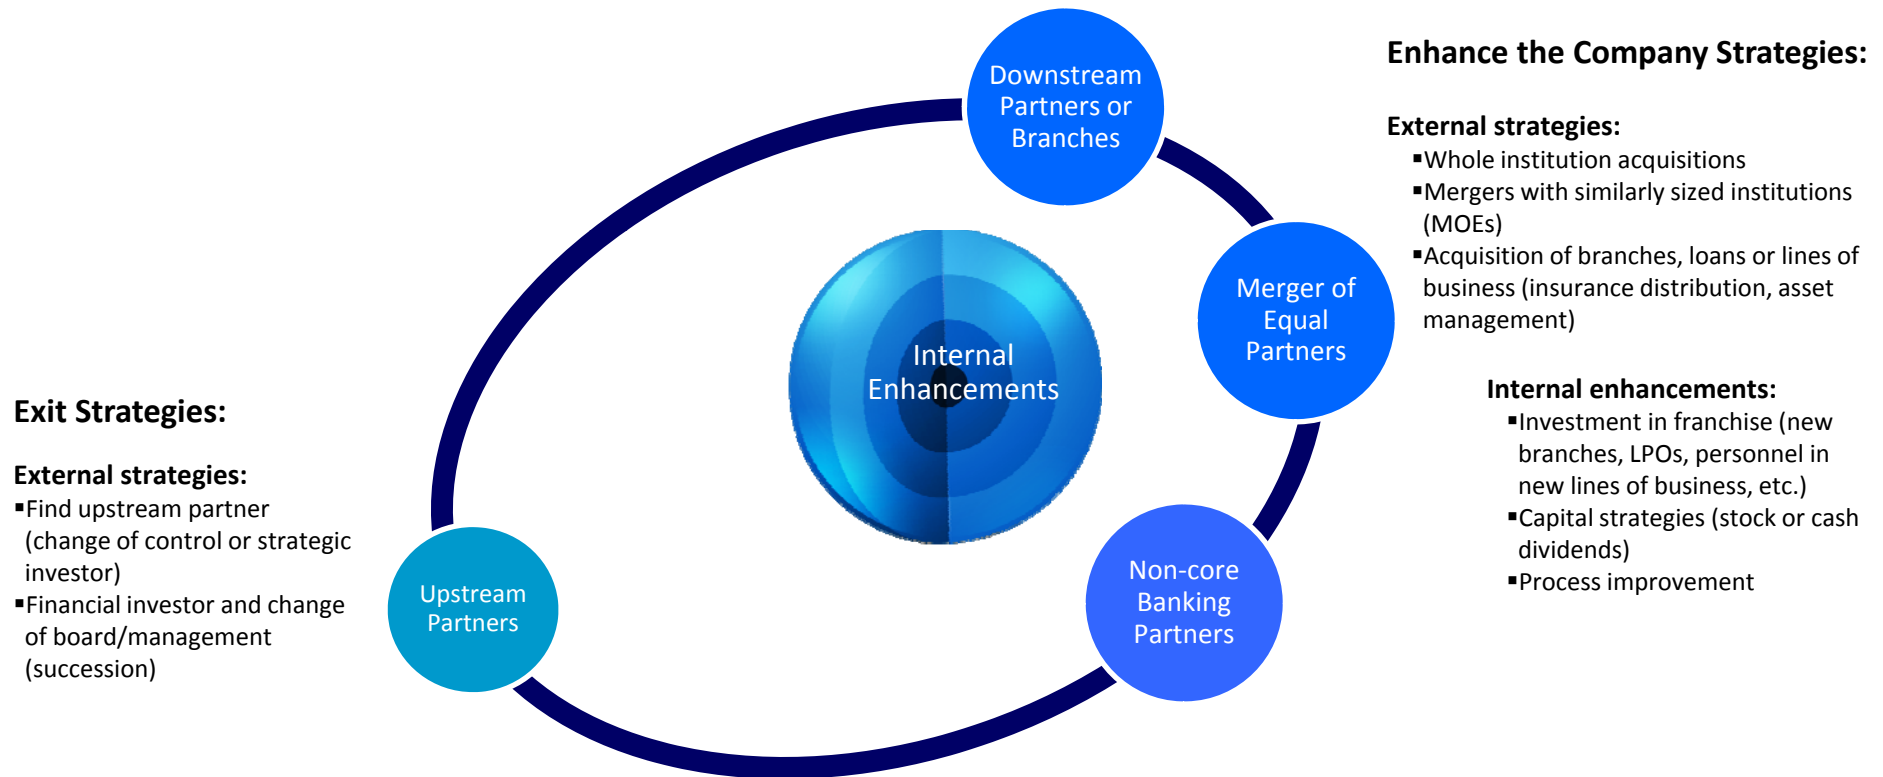 Exit Strategies:
External strategies:
▪Find upstream partner
(change of control or strategic
investor)
▪Financial investor and change
of board/management
(succession)
Downstream
Partners or
Branches
Merger of
Equal
Partners
Internal
Enhancements
Upstream
Partners
Non-core
Banking
Partners
Enhance the Company Strategies:
External strategies:
▪Whole institution acquisitions
▪Mergers with similarly sized institutions
(MOEs)
▪Acquisition of branches, loans or lines of
business (insurance distribution, asset
management)
Internal enhancements:
▪Investment in franchise (new
branches, LPOs, personnel in
new lines of business, etc.)
▪Capital strategies (stock or cash
dividends)
▪Process improvement